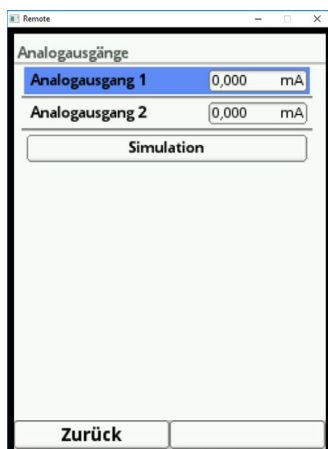 Remote
Analogausgänge
Analogausgang 1 0,000 mA
Analogausgang 2 0,000 mA
Simulation
Zurück